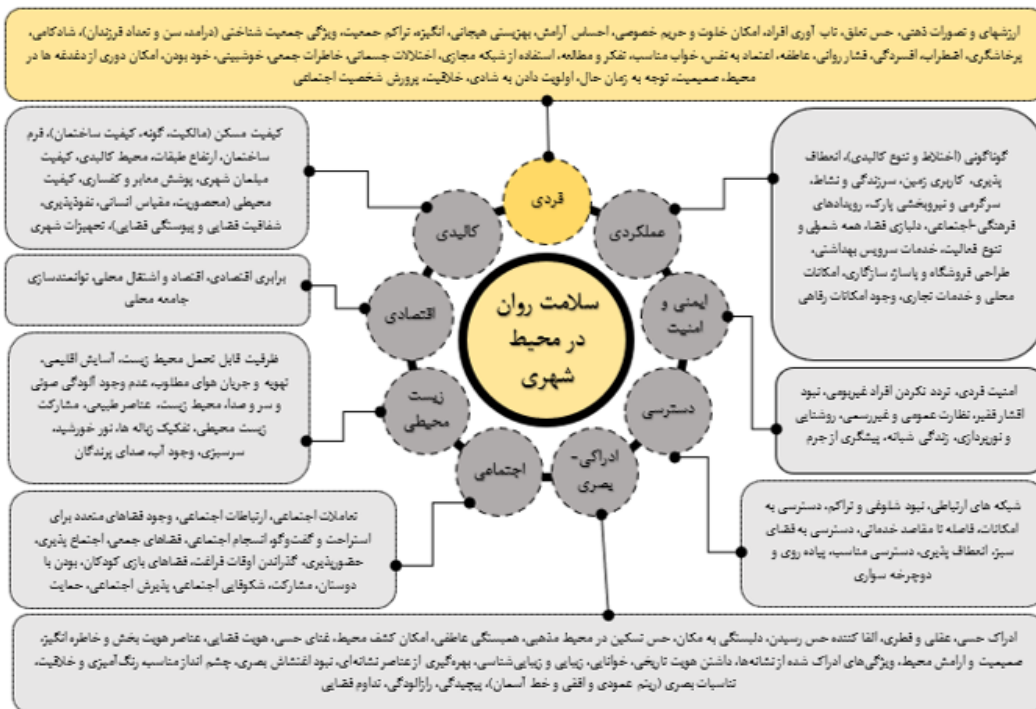 ارزشهای و تصورات ذهنی، حس تعلق، تاب آوری افراد، امکان خلوت و حریم خصوصی، احساس آرامش، بهزیستی هیجانی، انگیزه، تراکم جمعیت، ویژگی جمعیت شناختی (درامد، سن و تعداد فرزندان)، شادکامی،
پرخاشگری، اضطراب، افسردگی، فشار روانی، عاطفه، اعتماد به نفس، خواب مناسب، تفکر و مطالعه، استفاده از شبکه مجازی، اختلالات جسمانی، خاطرات جمعی، خوشبینی، خود بودن، امکان دوری از دغدغه ها در
محیط، صمیمیت، توجه به زمان حال، اولویت دادن به شادی، خلاقیت، پرورش شخصیت اجتماعی
گوناگونی (اختلاط و تنوع کالبدی)، انعطاف
پذیری، کاربری زمین، سرزندگی و نشاط،
سرگرمی و نیروبخشی پارک، رویدادهای
فرهنگی-اجتماعی، دلبازی فضا، همه شمولی و
تنوع فعالیت، خدمات سرویس بهداشتی،
طراحی فروشگاه و پاساژ، سازگاری، امکانات
محلی و خدمات تجاری، وجود امکانات رفاهی
کیفیت مسکن (مالکیت، گونه، کیفیت ساختمان)، فرم
ساختمان، ارتفاع طبقات، محیط کالبدی، کیفیت
مبلمان شهری، پوشش معابر و کفسازی، کیفیت
محیطی (محصوریت، مقیاس انسانی، نفوذپذیری،
شفافیت فضایی و پیوستگی فضایی)، تجهیزات شهری
فردی
عملکردی
کالبدی
ایمنی و
امنیت
اقتصادی
سلامت روان
در محیط
شهری
دسترسی
زیست
محیطی
ادراکی-
بصری
اجتماعی
برابری اقتصادی، اقتصاد و اشتغال محلی، توانمندسازی
جامعه محلی
امنیت فردی، تردد نکردن افراد غیربومی، نبود
اقشار فقیر، نظارت عمومی و غیررسمی، روشنایی
و نورپردازی، زندگی شبانه، پیشگری از جرم
ظرفیت قابل تحمل محیط زیست، آسایش اقلیمی،
تهویه و جریان هوای مطلوب، عدم وجود آلودگی صوتی
و سر و صدا، محیط زیست، عناصر طبیعی، مشارکت
زیست محیطی، تفکیک زباله ها، نور خورشید،
سرسبزی، وجود آب، صدای پرندگان
شبکه های ارتباطی، نبود شلوغی و تراکم، دسترسی به
امکانات، فاصله تا مقاصد خدماتی، دسترسی به فضای
سبز، انعطاف پذیری، دسترسی مناسب، پیاده روی و
دوچرخه سواری
تعاملات اجتماعی، ارتباطات اجتماعی، وجود فضاهای متعدد برای
استراحت و گفت‌وگو، انسجام اجتماعی، فضاهای جمعی، اجتماع پذیری،
حضورپذیری، گذراندن اوقات فراغت، فضاهای بازی کودکان، بودن با
دوستان، مشارکت، شکوفایی اجتماعی، پذیرش اجتماعی، حمایت
ادراک حسی، عقلی و فطری، القا کننده حس رسیدن، دلبستگی به مکان، حس تسکین در محیط مذهبی، همبستگی عاطفی، امکان کشف محیط، غنای حسی، هویت فضایی، عناصر هویت بخش و خاطره انگیز،
صمیمیت و ارامش محیط، ویژگی‌های ادراک شده از نشانه‌ها، داشتن هویت تاریخی، خوانایی، زیبایی و زیبایی‌شناسی، بهره‌گیری از عناصر نشانه‌ای، نبود اغتشاش بصری، چشم انداز مناسب، رنگ آمیزی و خلاقیت،
تناسبات بصری (ریتم عمودی و افقی و خط آسمان)، پیچیدگی، رازآلودگی، تداوم فضایی